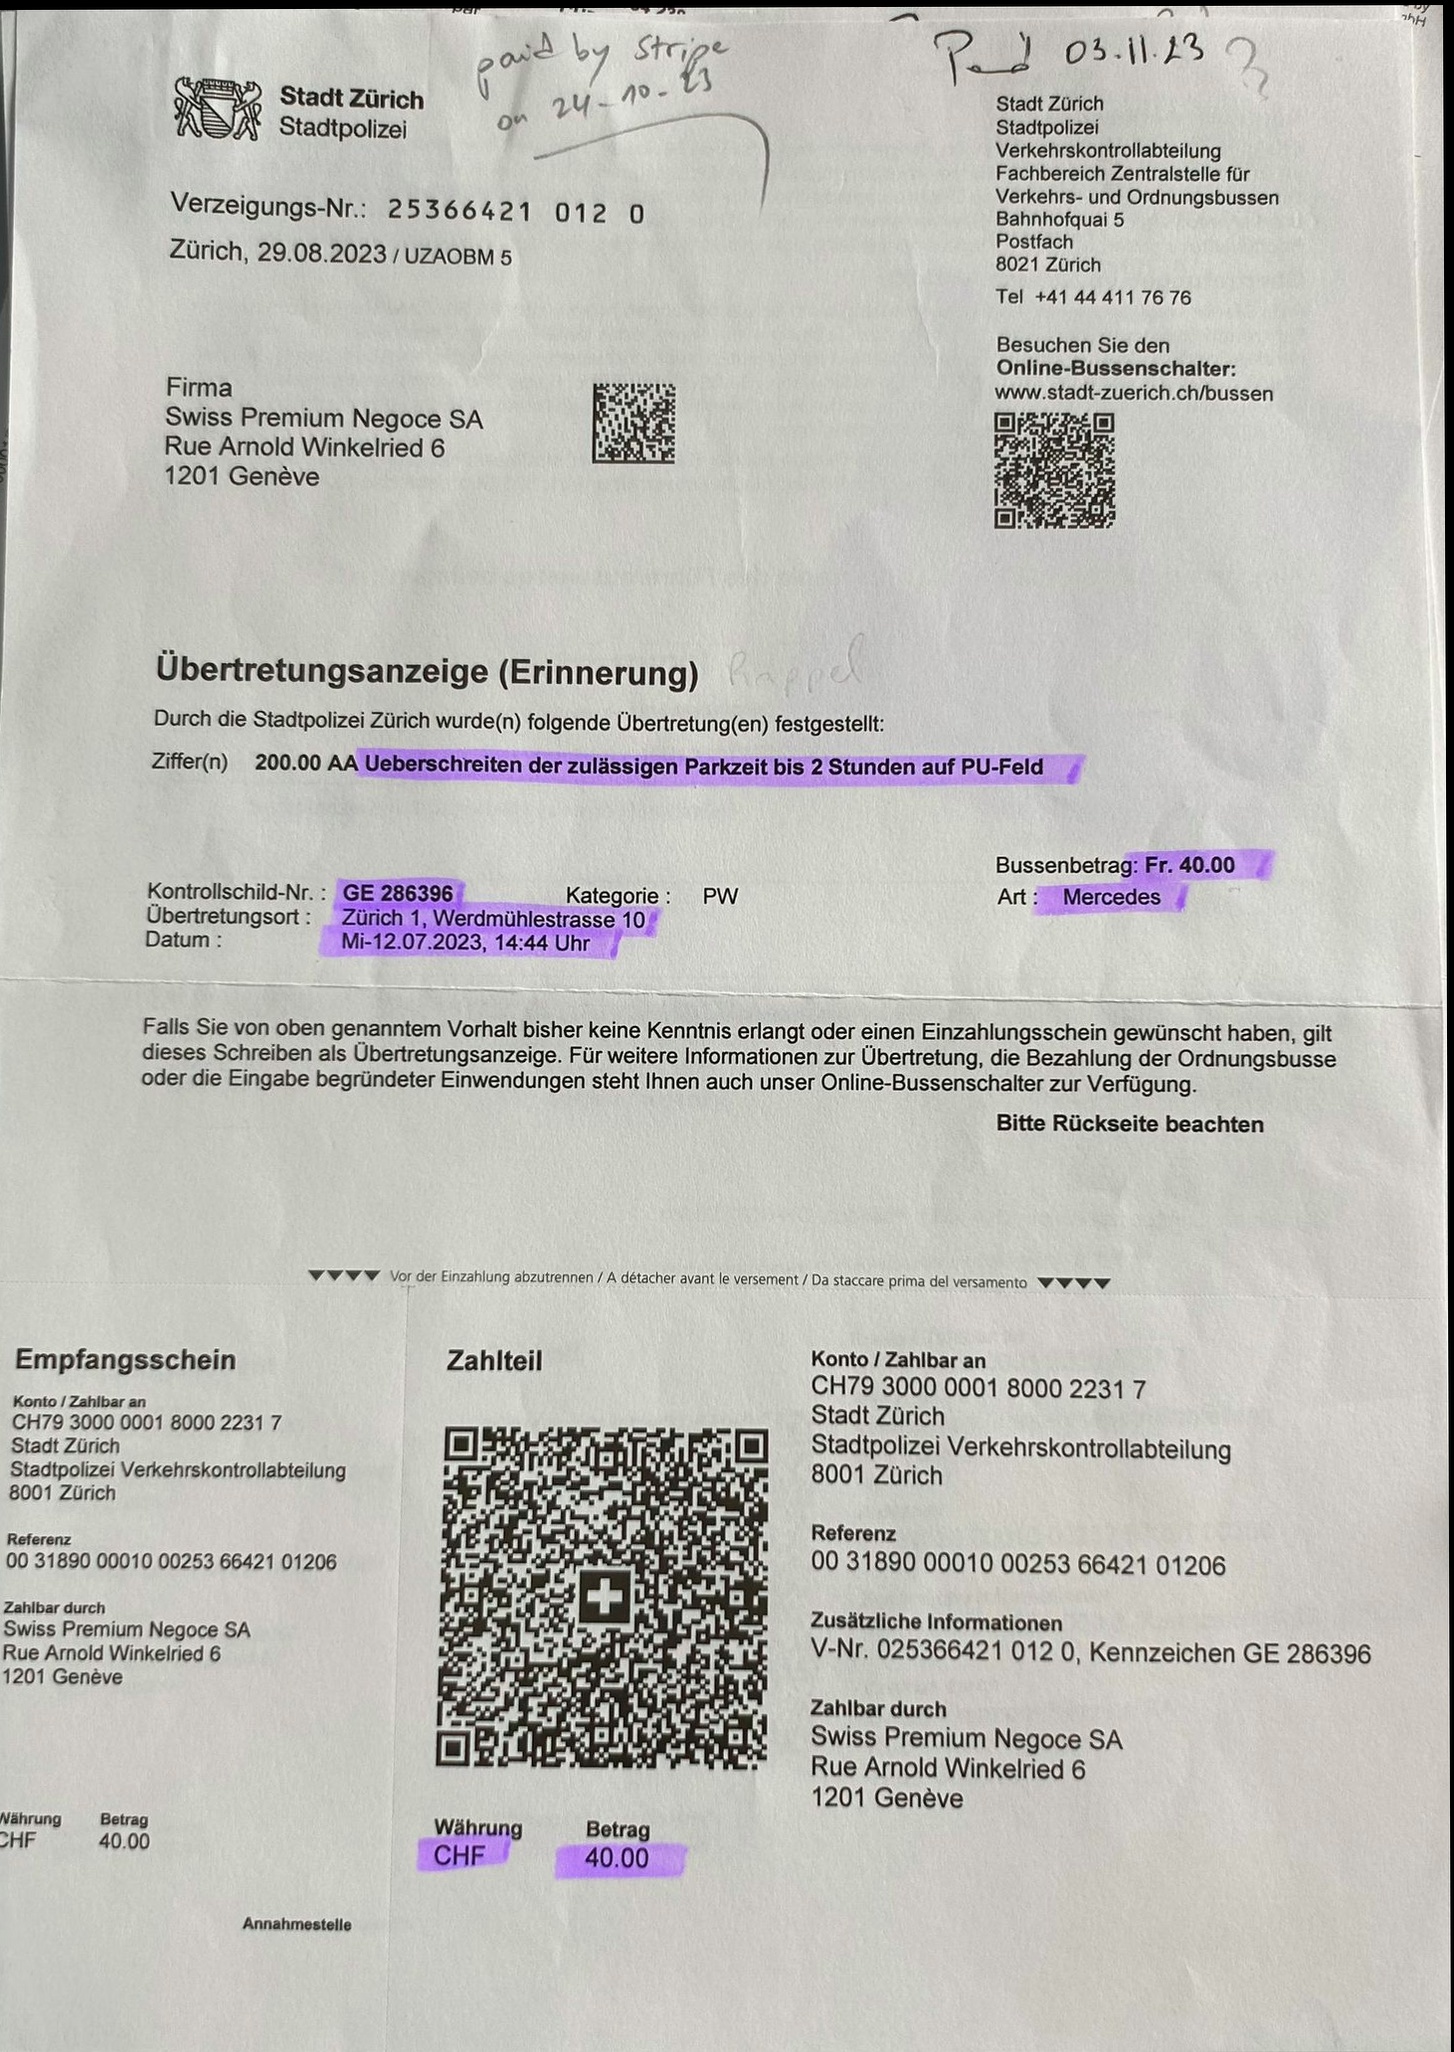 paid by Stripe
on 24-10-23
Paid 03.11.23
Stadt Zürich
Stadtpolizei
Stadt Zürich
Stadtpolizei
Verkehrskontrollabteilung
Fachbereich Zentralstelle für
Verkehrs- und Ordnungsbussen
Bahnhofquai 5
Postfach
8021 Zürich
Tel +41 44 411 76 76
Verzeigungs-Nr.: 25366421 012 0
Zürich, 29.08.2023 / UZAOBM 5
Besuchen Sie den
Online-Bussenschalter:
www.stadt-zuerich.ch/bussen
Firma
Swiss Premium Negoce SA
Rue Arnold Winkelried 6
1201 Genève
Übertretungsanzeige (Erinnerung) Rappel
Durch die Stadtpolizei Zürich wurde(n) folgende Übertretung(en) festgestellt:
Ziffer(n) 200.00 AA Ueberschreiten der zulässigen Parkzeit bis 2 Stunden auf PU-Feld
Bussenbetrag: Fr. 40.00
Kontrollschild-Nr. : GE 286396 Kategorie : PW Art : Mercedes
Übertretungsort : Zürich 1, Werdmühlestrasse 10
Datum : Mi-12.07.2023, 14:44 Uhr
Falls Sie von oben genanntem Vorhalt bisher keine Kenntnis erlangt oder einen Einzahlungsschein gewünscht haben, gilt
dieses Schreiben als Übertretungsanzeige. Für weitere Informationen zur Übertretung, die Bezahlung der Ordnungsbusse
oder die Eingabe begründeter Einwendungen steht Ihnen auch unser Online-Bussenschalter zur Verfügung.
Bitte Rückseite beachten
Vor der Einzahlung abzutrennen / A détacher avant le versement / Da staccare prima del versamento
Empfangsschein
Konto / Zahlbar an
CH79 3000 0001 8000 2231 7
Stadt Zürich
Stadtpolizei Verkehrskontrollabteilung
8001 Zürich
Referenz
00 31890 00010 00253 66421 01206
Zahlbar durch
Swiss Premium Negoce SA
Rue Arnold Winkelried 6
1201 Genève
Währung Betrag
CHF 40.00
Annahmestelle
Zahlteil
Währung Betrag
CHF 40.00
Konto / Zahlbar an
CH79 3000 0001 8000 2231 7
Stadt Zürich
Stadtpolizei Verkehrskontrollabteilung
8001 Zürich
Referenz
00 31890 00010 00253 66421 01206
Zusätzliche Informationen
V-Nr. 025366421 012 0, Kennzeichen GE 286396
Zahlbar durch
Swiss Premium Negoce SA
Rue Arnold Winkelried 6
1201 Genève